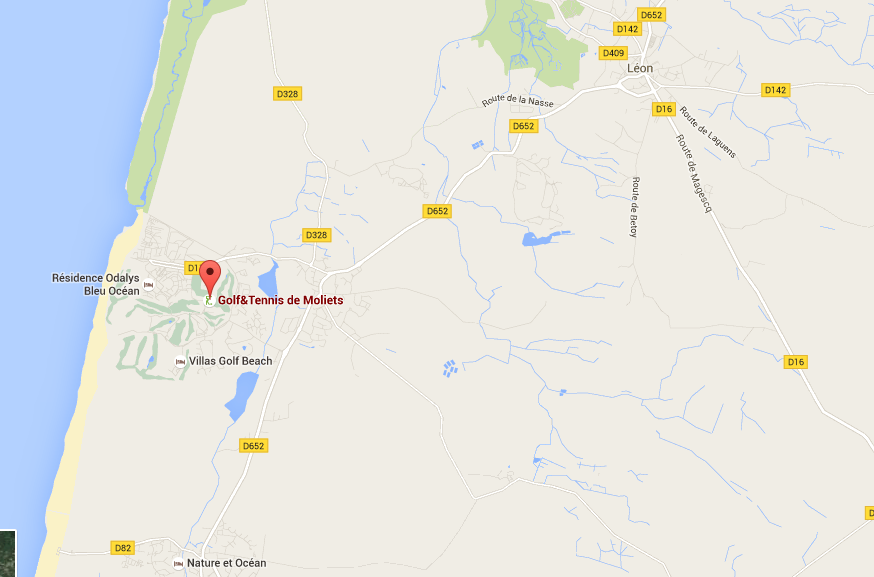 D652
D142
D409
Léon
D328
D142
Route de la Nasse
D16
D652
Route de Laguens
Route de Magescq
Route de Betoy
D652
D328
D1
Résidence Odalys
Bleu Océan
Golf&Tennis de Moliets
Villas Golf Beach
D16
D652
D
D82
Nature et Océan